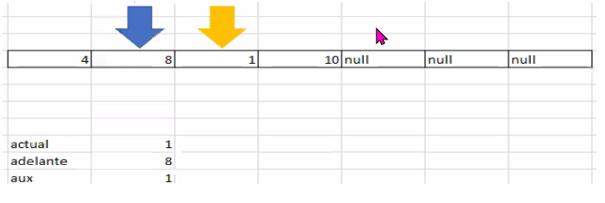 4 8 1 10 null null null
actual 1
adelante 8
aux 1